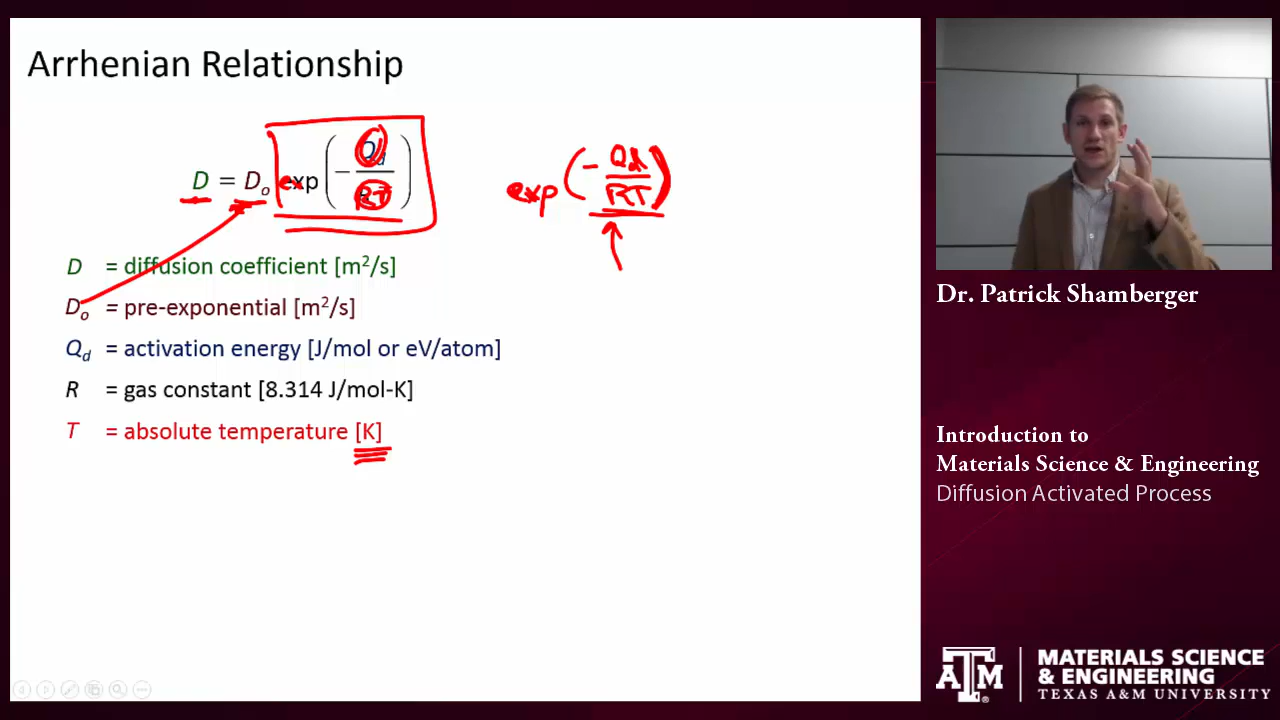 Arrhenian Relationship
D = Do exp(-Qd/RT)
exp(-Qd/RT)
D = diffusion coefficient [m²/s]
Do = pre-exponential [m²/s]
Qd = activation energy [J/mol or eV/atom]
R = gas constant [8.314 J/mol-K]
T = absolute temperature [K]
Dr. Patrick Shamberger
Introduction to
Materials Science & Engineering
Diffusion Activated Process
ATM
MATERIALS SCIENCE
& ENGINEERING
TEXAS A&M UNIVERSITY